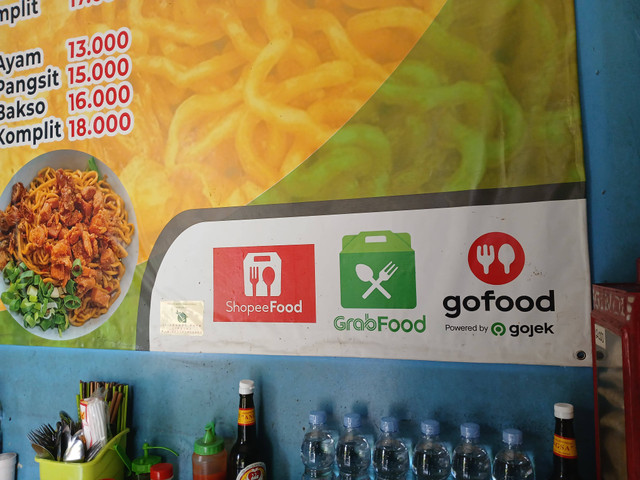 mplit
Ayam 13.000
Pangsit 15.000
Bakso 16.000
Komplit 18.000
ShopeeFood
GrabFood
gofood
Powered by gojek